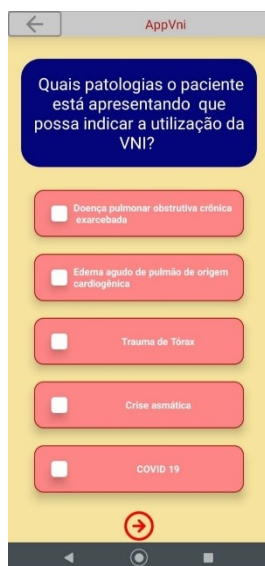 AppVni
Quais patologias o paciente
está apresentando que
possa indicar a utilização da
VNI?
Doença pulmonar obstrutiva crônica
exarcebada
Edema agudo de pulmão de origem
cardiogênica
Trauma de Tórax
Crise asmática
COVID 19